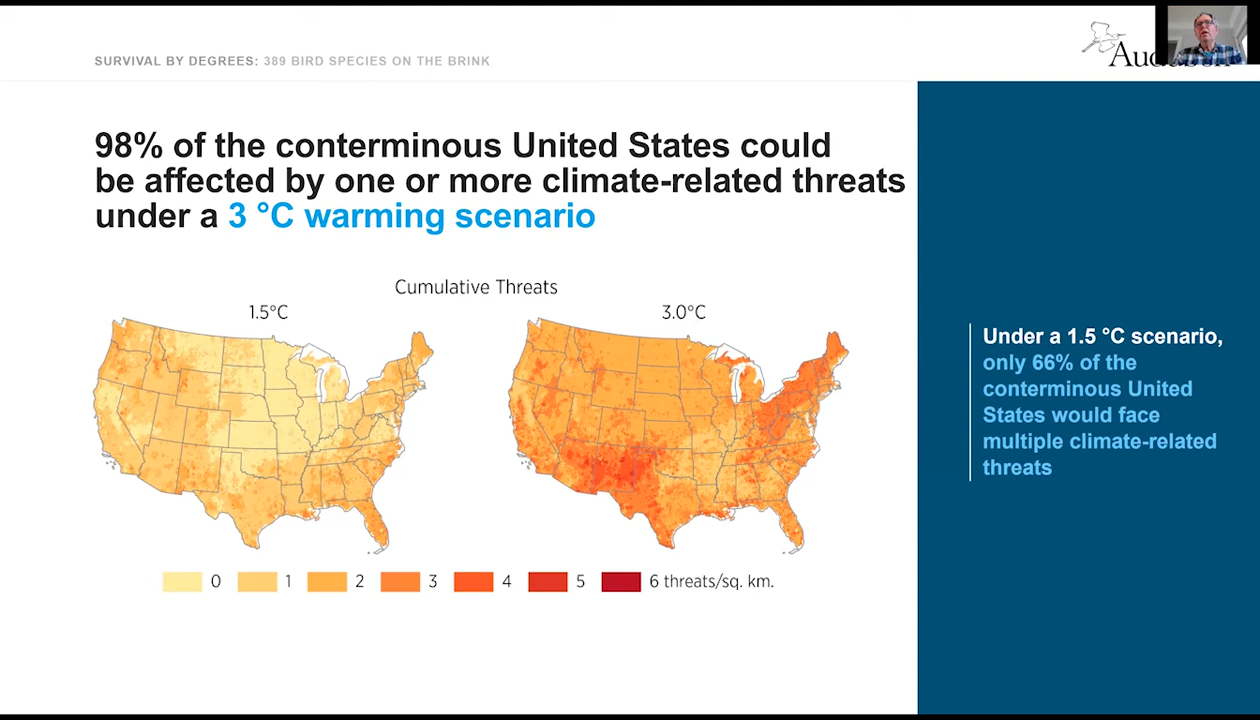 SURVIVAL BY DEGREES: 389 BIRD SPECIES ON THE BRINK
98% of the conterminous United States could
be affected by one or more climate-related threats
under a 3 °C warming scenario
Cumulative Threats
1.5°C
3.0°C
0 1 2 3 4 5 6 threats/sq. km.
Under a 1.5 °C scenario,
only 66% of the
conterminous United
States would face
multiple climate-related
threats